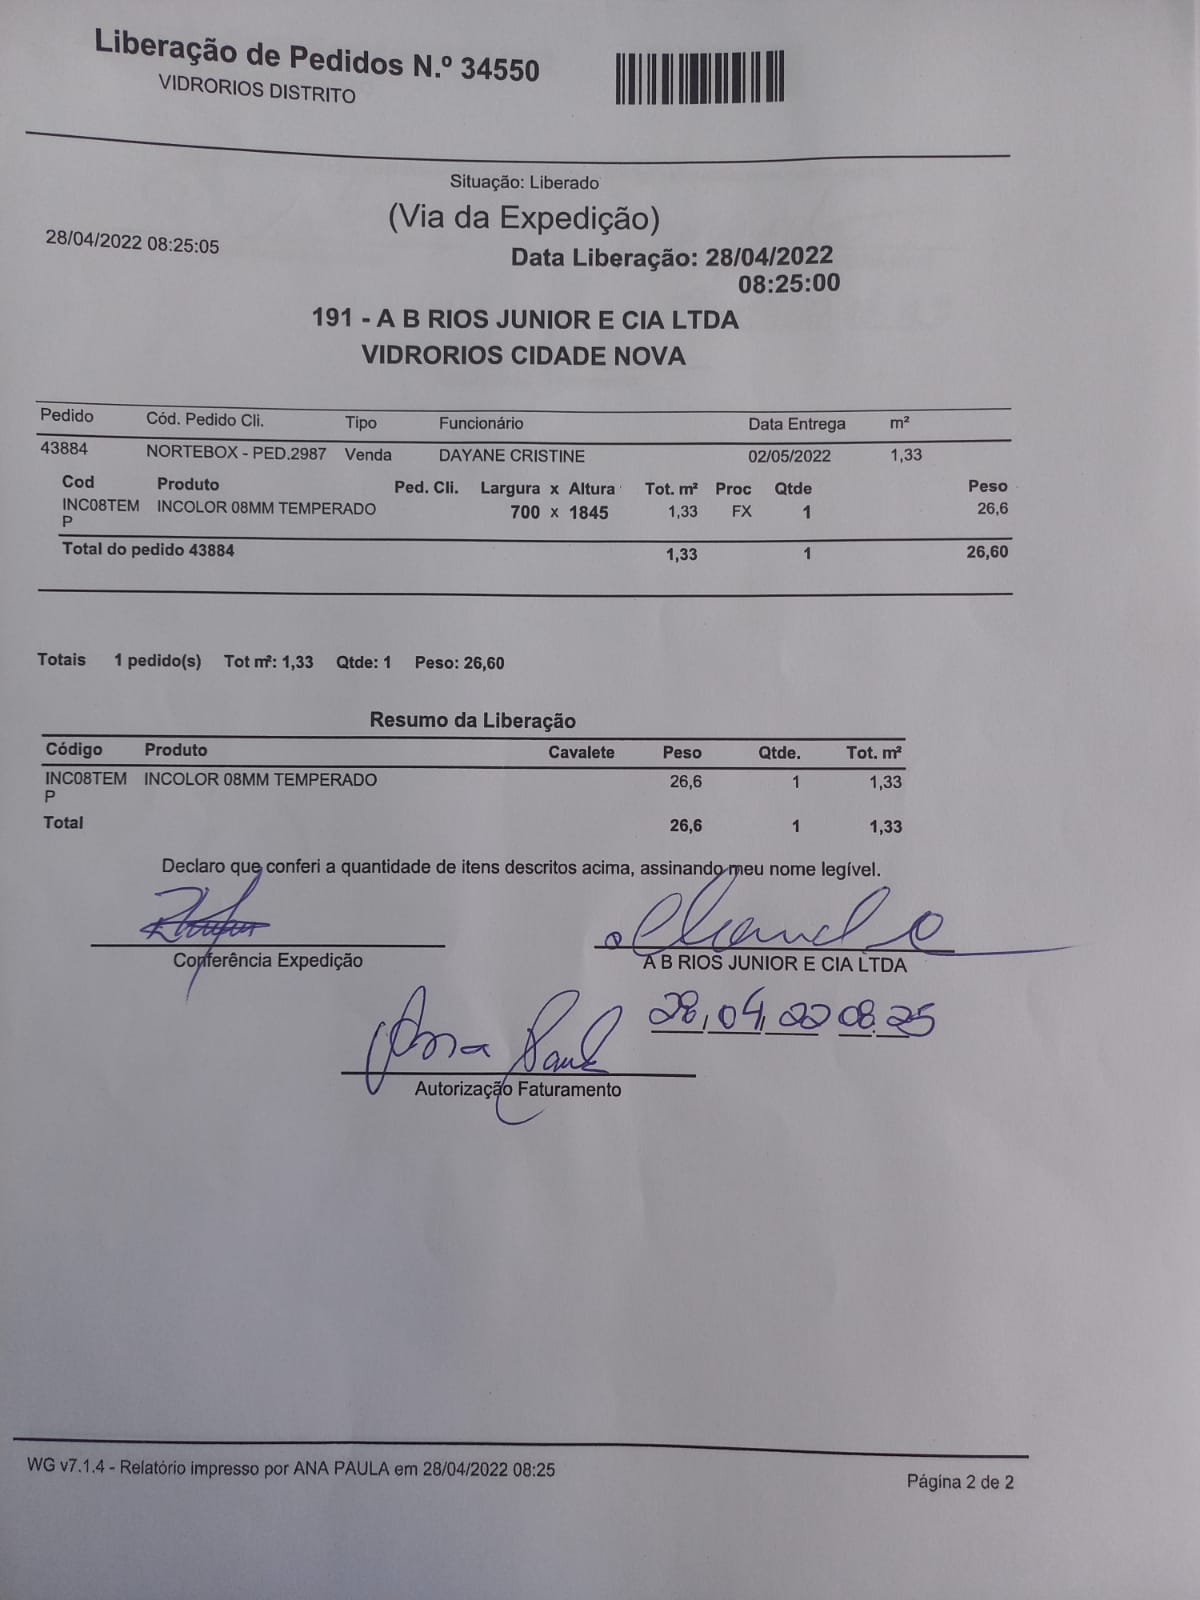 Liberação de Pedidos N.º 34550
VIDRORIOS DISTRITO
Situação: Liberado
(Via da Expedição)
28/04/2022 08:25:05
Data Liberação: 28/04/2022
08:25:00
191 - A B RIOS JUNIOR E CIA LTDA
VIDRORIOS CIDADE NOVA
Pedido Cód. Pedido Cli. Tipo Funcionário Data Entrega m²
43884 NORTEBOX - PED.2987 Venda DAYANE CRISTINE 02/05/2022 1,33
Cod Produto Ped. Cli. Largura x Altura Tot. m² Proc Qtde Peso
INC08TEM INCOLOR 08MM TEMPERADO 700 x 1845 1,33 FX 1 26,6
P
Total do pedido 43884 1,33 1 26,60
Totais 1 pedido(s) Tot m²: 1,33 Qtde: 1 Peso: 26,60
Resumo da Liberação
Código Produto Cavalete Peso Qtde. Tot. m²
INC08TEM INCOLOR 08MM TEMPERADO 26,6 1 1,33
P
Total 26,6 1 1,33
Declaro que conferi a quantidade de itens descritos acima, assinando meu nome legível.
Conferência Expedição
A B RIOS JUNIOR E CIA LTDA
28,04,22 08.25
Ana Paula
Autorização Faturamento
WG v7.1.4 - Relatório impresso por ANA PAULA em 28/04/2022 08:25
Página 2 de 2